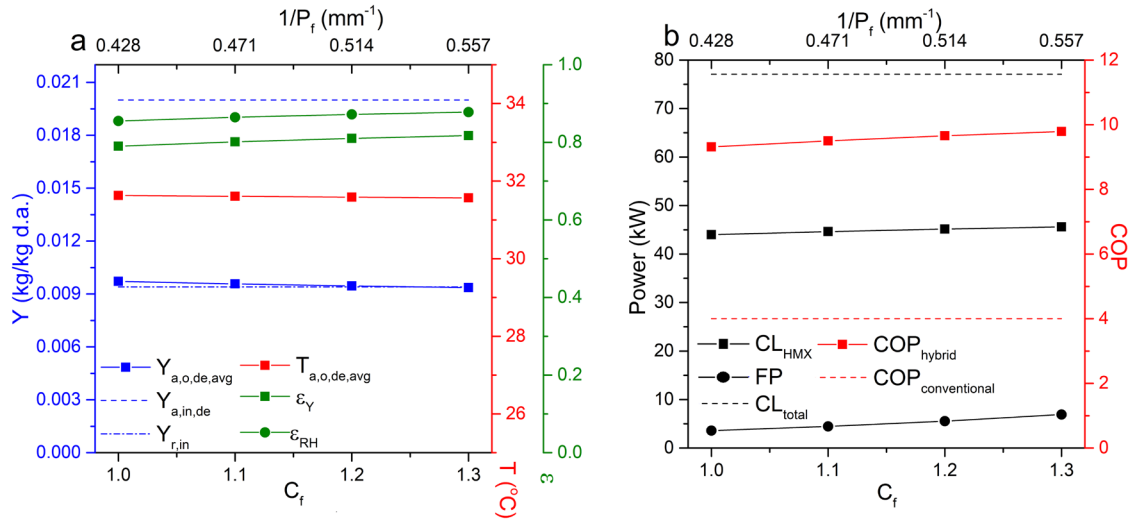 a
1/P_f (mm⁻¹)
0.428 0.471 0.514 0.557
Y (kg/kg d.a.)
0.021
0.018
0.015
0.012
0.009
0.006
0.003
0.000
34
32
30
28
26
T (°C)
1.0
0.8
0.6
0.4
0.2
0.0
ε
Y_a,o,de,avg
Y_a,in,de
Y_r,in
T_a,o,de,avg
ε_Y
ε_RH
1.0 1.1 1.2 1.3
C_f
b
1/P_f (mm⁻¹)
0.428 0.471 0.514 0.557
Power (kW)
80
70
60
50
40
30
20
10
0
12
10
8
6
4
2
0
COP
CL_HMX
FP
CL_total
COP_hybrid
COP_conventional
1.0 1.1 1.2 1.3
C_f